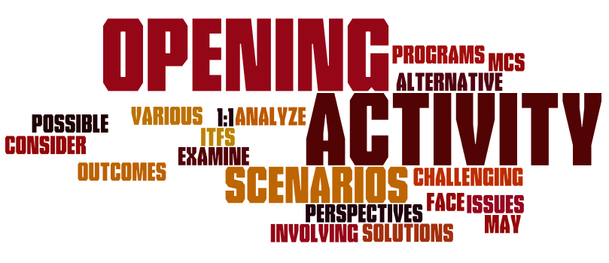 OPENING
PROGRAMS
MCS
ALTERNATIVE
ACTIVITY
POSSIBLE
VARIOUS
1:1
ANALYZE
CONSIDER
ITFS
EXAMINE
OUTCOMES
SCENARIOS
CHALLENGING
PERSPECTIVES
FACE
ISSUES
MAY
INVOLVING
SOLUTIONS